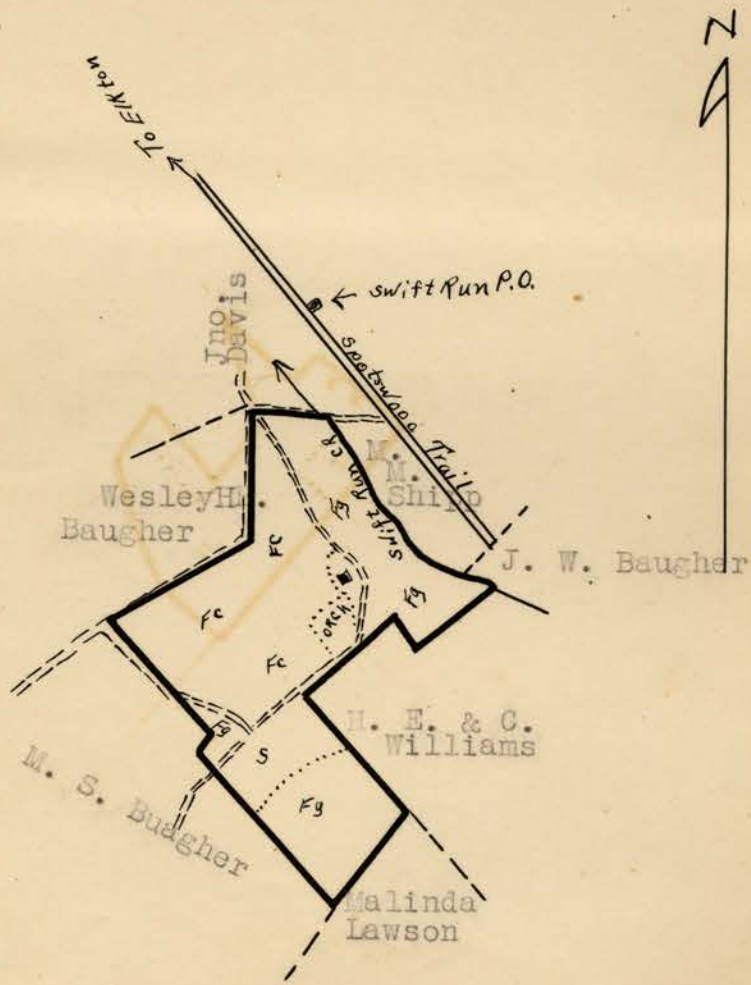 N
To Elkton
Swift Run P.O.
Jno.
Davis
Spotswood Trail
Swift Run CR.
M.
M.
Shipp
Wesley H.
Baugher
Fg
J. W. Baugher
FC
FC
Fg
ORCH
FC
H. E. & C.
Williams
Fg
S
Fg
M. S. Buagher
Malinda
Lawson